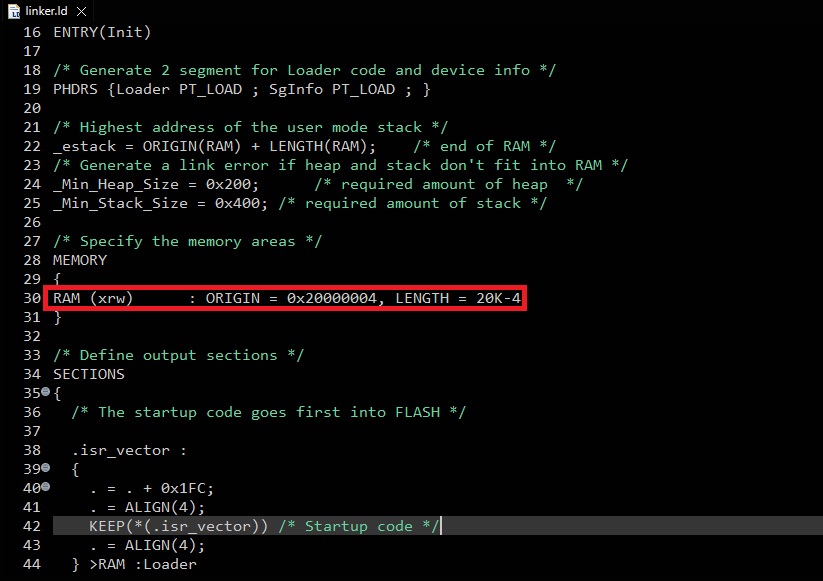 linker.ld
16 ENTRY(Init)
17
18 /* Generate 2 segment for Loader code and device info */
19 PHDRS {Loader PT_LOAD ; SgInfo PT_LOAD ; }
20
21 /* Highest address of the user mode stack */
22 _estack = ORIGIN(RAM) + LENGTH(RAM);    /* end of RAM */
23 /* Generate a link error if heap and stack don't fit into RAM */
24 _Min_Heap_Size = 0x200;      /* required amount of heap  */
25 _Min_Stack_Size = 0x400; /* required amount of stack */
26
27 /* Specify the memory areas */
28 MEMORY
29 {
30 RAM (xrw)      : ORIGIN = 0x20000004, LENGTH = 20K-4
31 }
32
33 /* Define output sections */
34 SECTIONS
35 {
36   /* The startup code goes first into FLASH */
37
38   .isr_vector :
39   {
40     . = . + 0x1FC;
41     . = ALIGN(4);
42     KEEP(*(.isr_vector)) /* Startup code */
43     . = ALIGN(4);
44   } >RAM :Loader